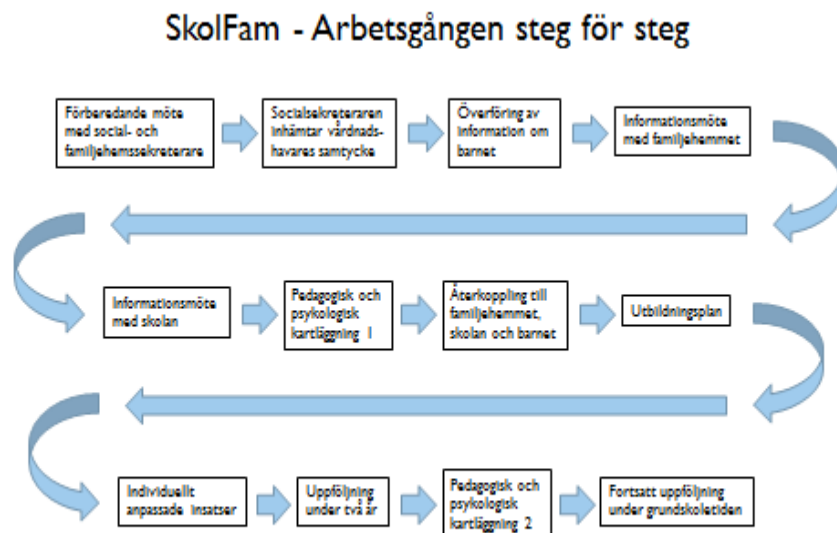 SkolFam - Arbetsgången steg för steg
Förberedande möte
med social- och
familjehemssekreterare
Socialsekreteraren
inhämtar vårdnads-
havares samtycke
Överföring av
information om
barnet
Informationsmöte
med familjehemmet
Informationsmöte
med skolan
Pedagogisk och
psykologisk
kartläggning 1
Återkoppling till
familjehemmet,
skolan och barnet
Utbildningsplan
Individuellt
anpassade insatser
Uppföljning
under två år
Pedagogisk och
psykologisk
kartläggning 2
Fortsatt uppföljning
under grundskoletiden